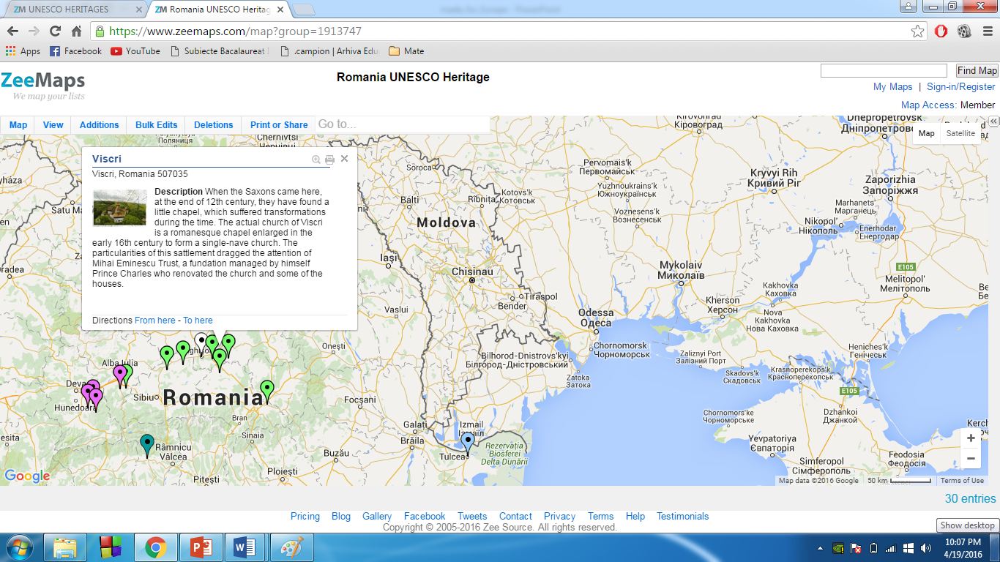 ZM UNESCO HERITAGES
ZM Romania UNESCO Heritag
https://www.zeemaps.com/map?group=1913747
Apps Facebook YouTube Subiecte Bacalaureat .campion | Arhiva Edu Mate
ZeeMaps
We map your lists
Romania UNESCO Heritage
Find Map
My Maps | Sign-in/Register
Map Access: Member
Map View Additions Bulk Edits Deletions Print or Share Go to...
Map Satellite
Viscri
Viscri, Romania 507035
Description When the Saxons came here,
at the end of 12th century, they have found a
little chapel, which suffered transformations
during the time. The actual church of Viscri
is a romanesque chapel enlarged in the
early 16th century to form a single-nave church. The
particularities of this sattlement dragged the attention of
Mihai Eminescu Trust, a fundation managed by himself
Prince Charles who renovated the church and some of the
houses.
Directions From here - To here
Поляниця
Chernivtsi
Чернівці
Kirovohrad
Кіровоград
Dnepropetrovsk
Дніпропетровськ
Soroca
Pervomais'k
Первомайськ
Kryvyi Rih
Кривий Ріг
Zaporizhia
Запоріжжя
Balti
Rîbnița
Kotovs'k
Котовськ
Yuzhnoukrains'k
Южноукраїнськ
Marhanets'
Марганець
Satu Ma
Moldova
Voznesens'k
Вознесенськ
Nikopol'
Нікополь
Enerhodar
Енергодар
Iași
Chisinau
Mykolaiv
Миколаїв
E105
Melitopol'
Мелітополь
Tiraspol
Bender
Kakhovka
Каховка
Vaslui
Odessa
Одеса
Kherson
Херсон
Nova
Kakhovka
Нова
Каховка
Onești
Chornomorsk
Чорноморськ
Heniches'k
Генічеськ
Bilhorod-Dnistrovs'kyi
Білгород-Дністровський
Zaliznyi Port
Залізний Порт
Alba Iulia
Zatoka
Затока
Skadovs'k
Скадовськ
Krasnoperekops'k
Красноперекопськ
Deva
Hunedoara
Sibiu
Romania
Focșani
E105
Bran
Dzhankoi
Джанкой
Chornomors'ke
Чорноморське
Galați
Izmail
Sinaia
Brăila
Tulcea
Rezervația
Biosferei
Delta Dunării
Yevpatoriya
Євпаторія
Râmnicu
Vâlcea
Buzău
Feodosia
Феодосія
Simferopol
Сімферополь
Ploiești
Pitești
Google
Map data ©2016 Google 50 km Terms of Use
30 entries
Pricing Blog Gallery Facebook Tweets Contact Privacy Terms Help Testimonials
Copyright © 2005-2016 Zee Source. All rights reserved.
Show desktop
10:07 PM
4/19/2016